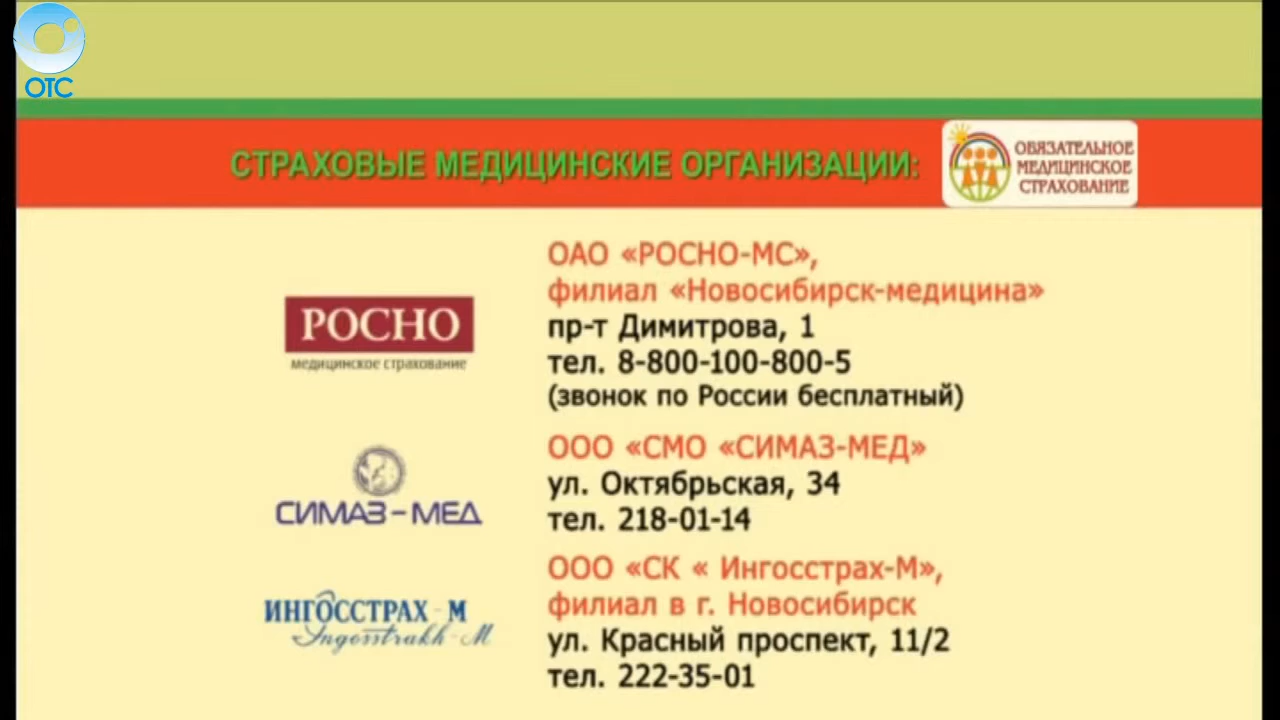 ОТС
СТРАХОВЫЕ МЕДИЦИНСКИЕ ОРГАНИЗАЦИИ:
ОБЯЗАТЕЛЬНОЕ
МЕДИЦИНСКОЕ
СТРАХОВАНИЕ
РОСНО
медицинское страхование
ОАО «РОСНО-МС»,
филиал «Новосибирск-медицина»
пр-т Димитрова, 1
тел. 8-800-100-800-5
(звонок по России бесплатный)
СИМАЗ-МЕД
ООО «СМО «СИМАЗ-МЕД»
ул. Октябрьская, 34
тел. 218-01-14
ИНГОССТРАХ-М
Ingosstrakh-M
ООО «СК « Ингосстрах-М»,
филиал в г. Новосибирск
ул. Красный проспект, 11/2
тел. 222-35-01